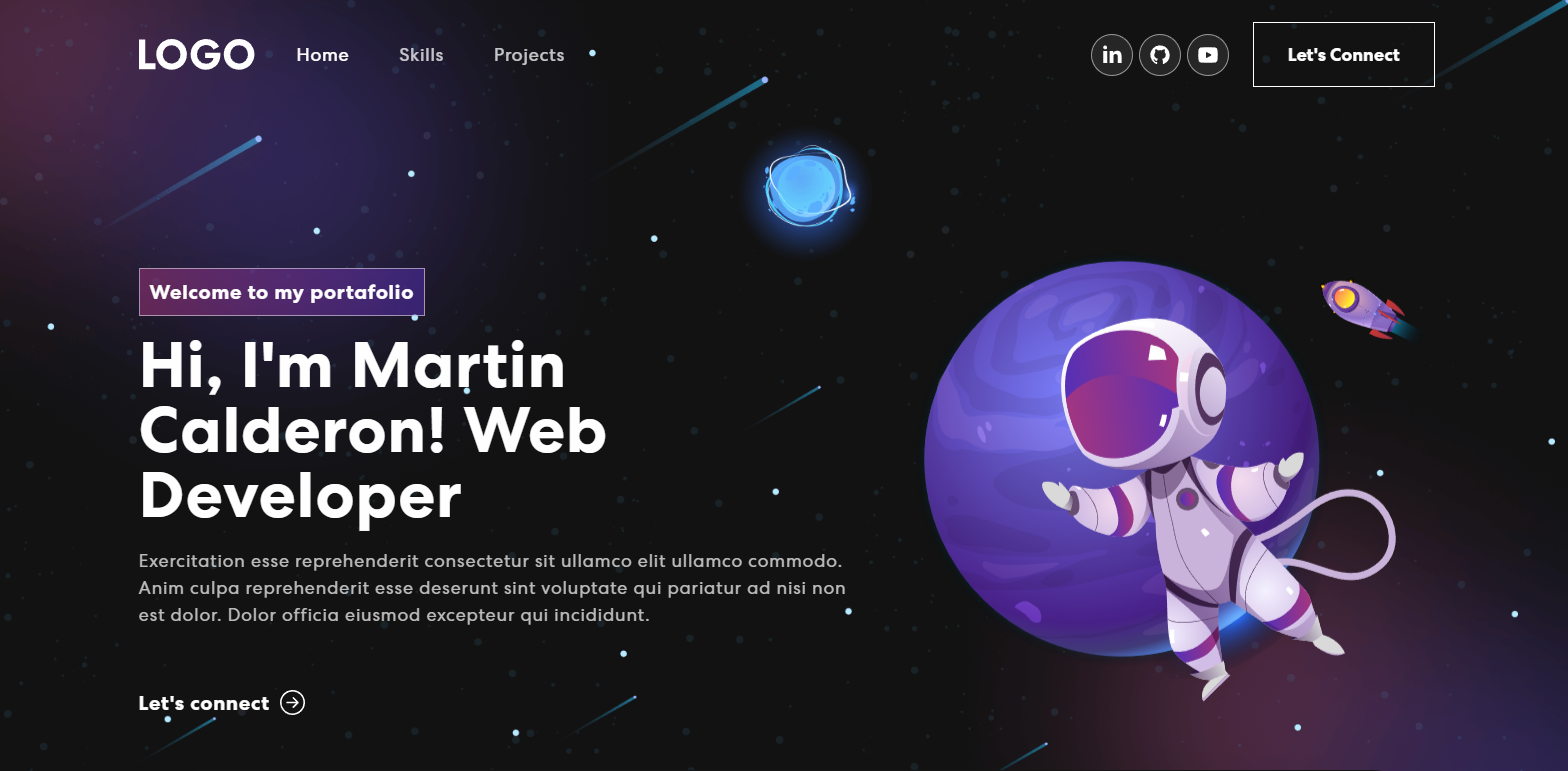 LOGO Home Skills Projects in Let's Connect
Welcome to my portafolio
Hi, I'm Martin
Calderon! Web
Developer
Exercitation esse reprehenderit consectetur sit ullamco elit ullamco commodo.
Anim culpa reprehenderit esse deserunt sint voluptate qui pariatur ad nisi non
est dolor. Dolor officia eiusmod excepteur qui incididunt.
Let's connect